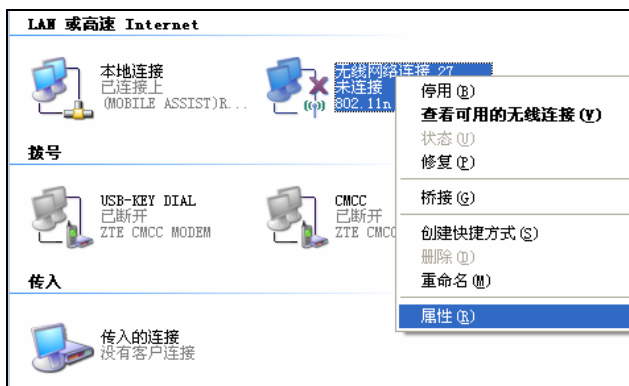 LAN 或高速 Internet
本地连接
已连接上
(MOBILE ASSIST)R...
无线网络连接 27
未连接
802.11n
停用(B)
查看可用的无线连接(V)
状态(U)
修复(P)
桥接(G)
创建快捷方式(S)
删除(D)
重命名(M)
属性(R)
拨号
USB-KEY DIAL
已断开
ZTE CMCC MODEM
CMCC
已断开
ZTE CMCC
传入
传入的连接
没有客户连接